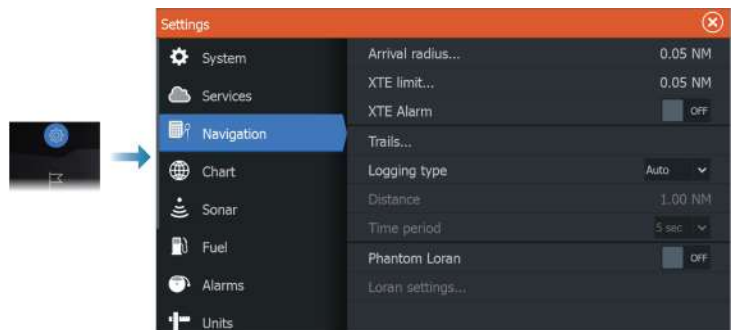 Settings
System
Services
Navigation
Chart
Sonar
Fuel
Alarms
Units
Arrival radius... 0.05 NM
XTE limit... 0.05 NM
XTE Alarm OFF
Trails...
Logging type Auto
Distance 1.00 NM
Time period 5 sec
Phantom Loran OFF
Loran settings...